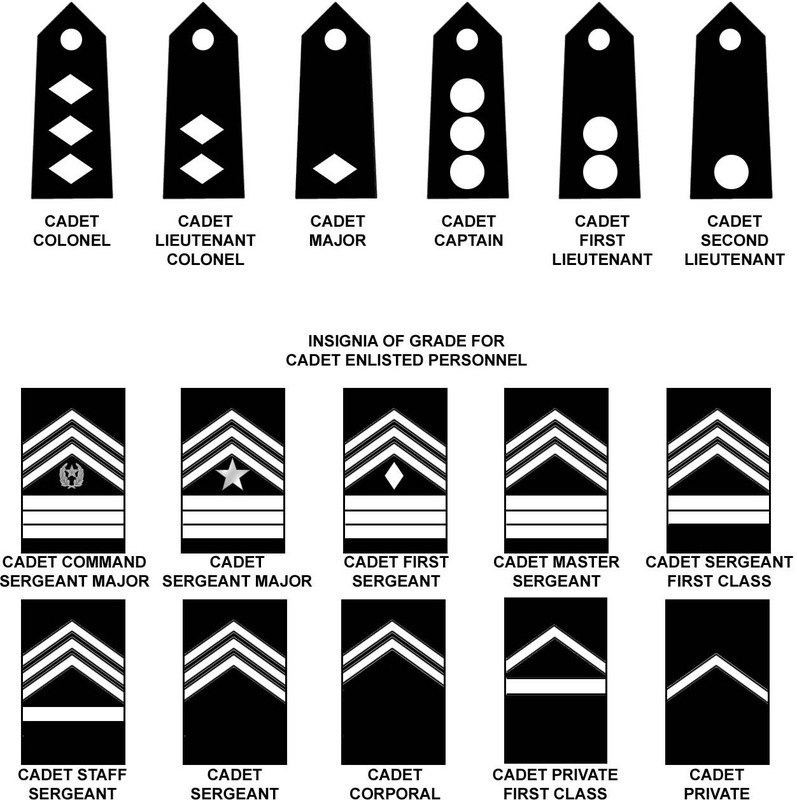 CADET
COLONEL
CADET
LIEUTENANT
COLONEL
CADET
MAJOR
CADET
CAPTAIN
CADET
FIRST
LIEUTENANT
CADET
SECOND
LIEUTENANT
INSIGNIA OF GRADE FOR
CADET ENLISTED PERSONNEL
CADET COMMAND
SERGEANT MAJOR
CADET
SERGEANT MAJOR
CADET FIRST
SERGEANT
CADET MASTER
SERGEANT
CADET SERGEANT
FIRST CLASS
CADET STAFF
SERGEANT
CADET
SERGEANT
CADET
CORPORAL
CADET PRIVATE
FIRST CLASS
CADET
PRIVATE